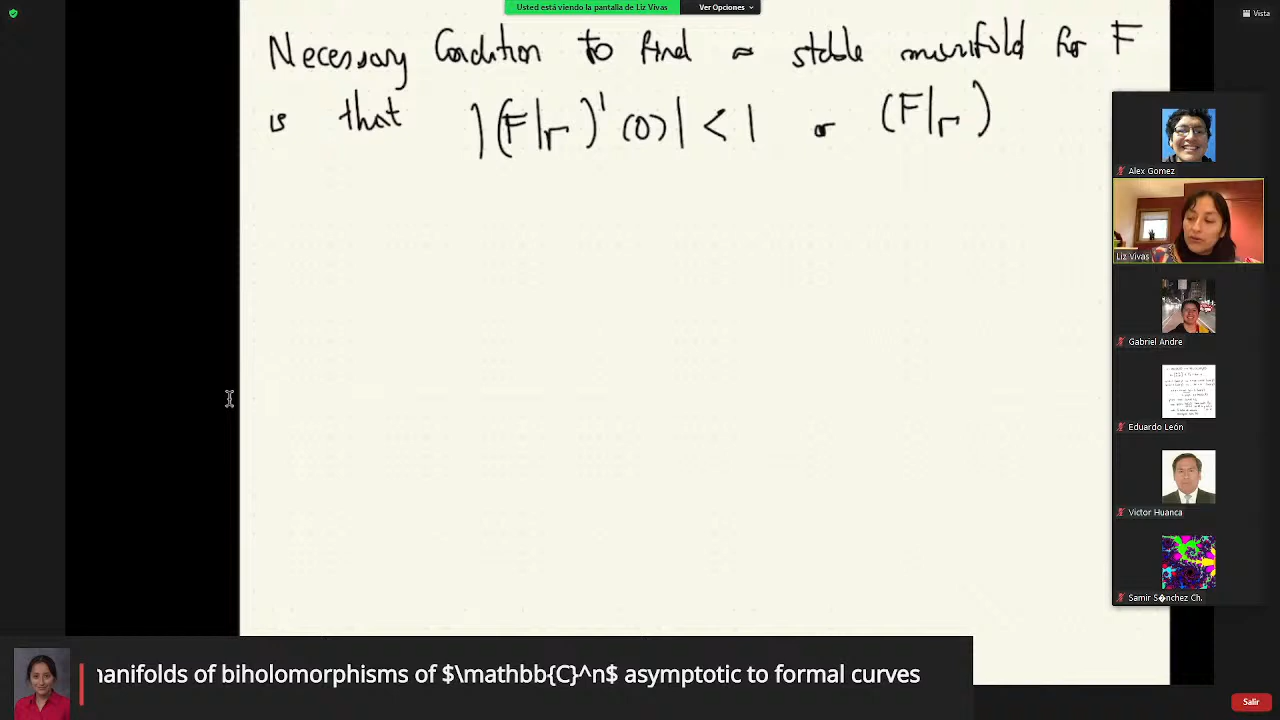 Usted está viendo la pantalla de Liz Vivas
Ver Opciones
Vista
Necessary Condition to find a stable manifold for F
is that |(F|Γ)'(0)| < 1 or (F|Γ)
Alex Gomez
Liz Vivas
Gabriel Andre
Eduardo León
Victor Huanca
Samir S�nchez Ch.
anifolds of biholomorphisms of $\mathbb{C}^n$ asymptotic to formal curves
Salir